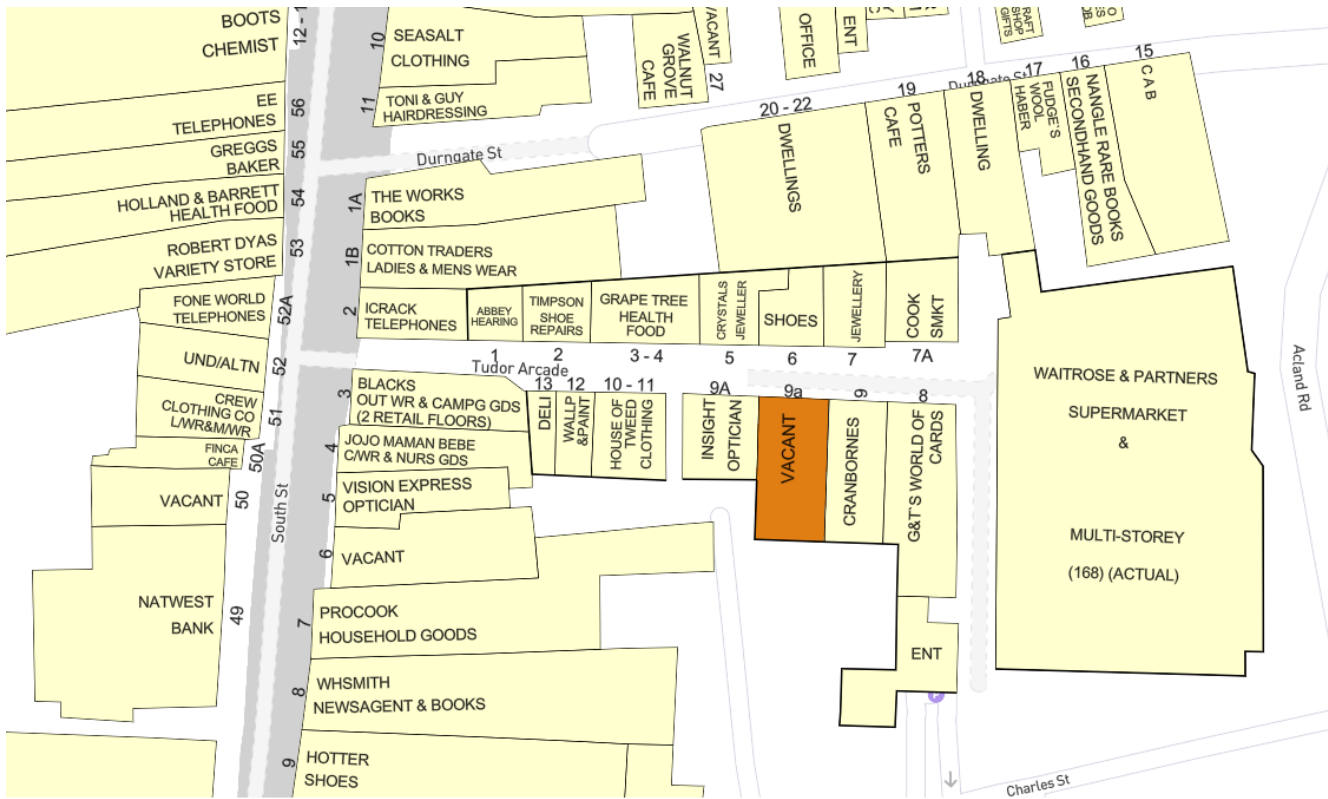 BOOTS
CHEMIST
12 - 1
EE
TELEPHONES
56
GREGGS
BAKER
55
HOLLAND & BARRETT
HEALTH FOOD
54
ROBERT DYAS
VARIETY STORE
53
FONE WORLD
TELEPHONES
52A
UND/ALTN
52
CREW
CLOTHING CO
L/WR&M/WR
51
FINCA
CAFE
50A
VACANT
50
NATWEST
BANK
49
South St
10
SEASALT
CLOTHING
11
TONI & GUY
HAIRDRESSING
Durngate St
1A
THE WORKS
BOOKS
1B
COTTON TRADERS
LADIES & MENS WEAR
2
ICRACK
TELEPHONES
ABBEY
HEARING
TIMPSON
SHOE
REPAIRS
GRAPE TREE
HEALTH
FOOD
CRYSTALS
JEWELLER
SHOES
JEWELLERY
COOK
SMKT
1
2
3 - 4
5
6
7
7A
Tudor Arcade
3
BLACKS
OUT WR & CAMPG GDS
(2 RETAIL FLOORS)
4
JOJO MAMAN BEBE
C/WR & NURS GDS
5
VISION EXPRESS
OPTICIAN
6
VACANT
7
PROCOOK
HOUSEHOLD GOODS
8
WHSMITH
NEWSAGENT & BOOKS
9
HOTTER
SHOES
13
DELI
12
WALLP
&PAINT
10 - 11
HOUSE OF
TWEED
CLOTHING
9A
INSIGHT
OPTICIAN
9a
VACANT
9
CRANBORNES
8
G&T`S WORLD OF
CARDS
ENT
WALNUT
GROVE
CAFE
VACANT
27
OFFICE
ENT
RAFT
SHOP
GIFTS
20 - 22
DWELLINGS
19
POTTERS
CAFE
18
DWELLING
Durngate St
17
FUDGE'S
WOOL
HABER
16
NANGLE RARE BOOKS
SECONDHAND GOODS
15
C A B
WAITROSE & PARTNERS
SUPERMARKET
&
MULTI-STOREY
(168) (ACTUAL)
Acland Rd
Charles St